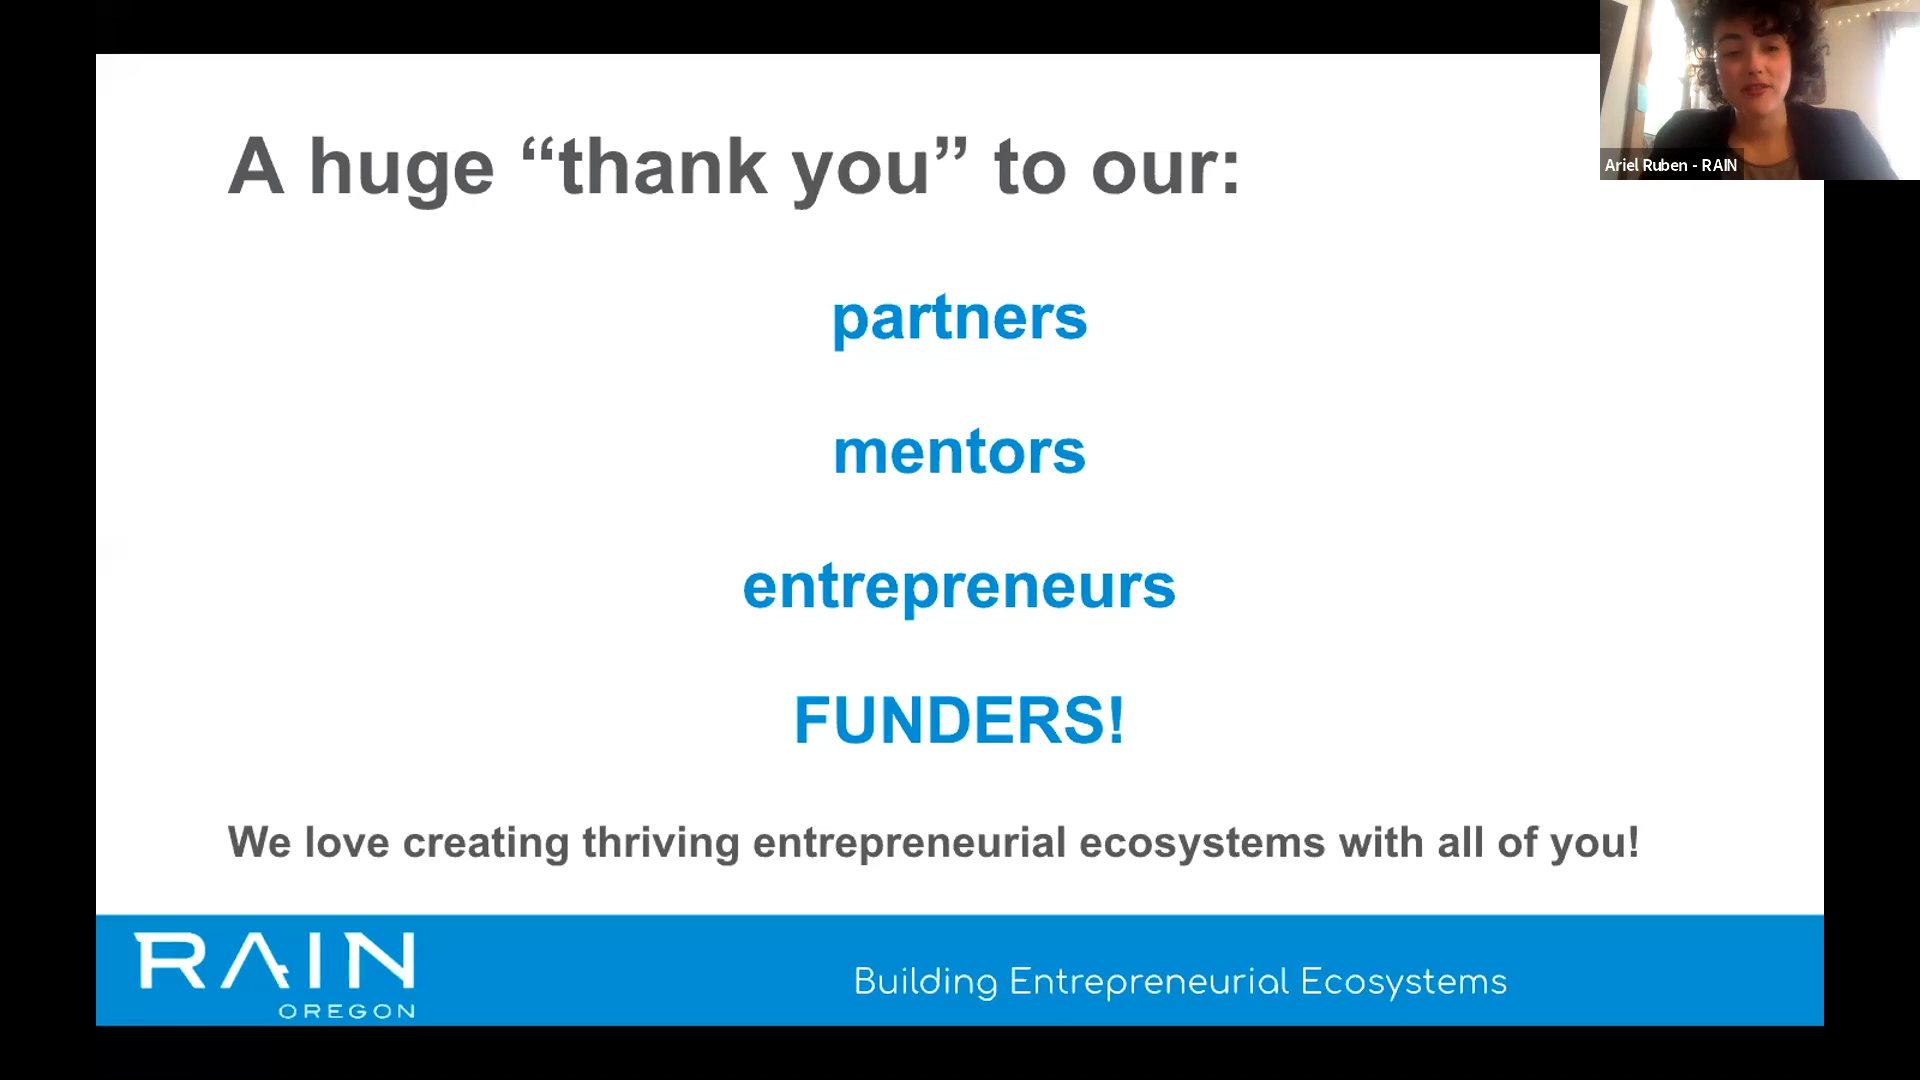 A huge “thank you” to our:
Ariel Ruben - RAIN
partners
mentors
entrepreneurs
FUNDERS!
We love creating thriving entrepreneurial ecosystems with all of you!
RAIN
OREGON
Building Entrepreneurial Ecosystems